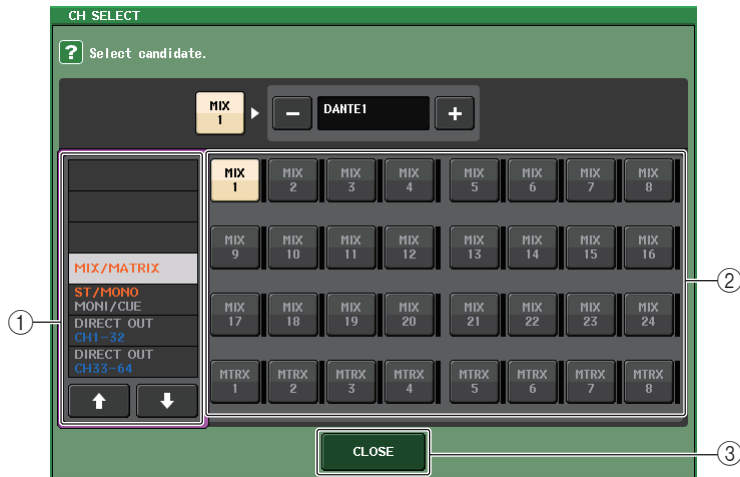 CH SELECT
? Select candidate.
MIX 1
− DANTE1 +
MIX/MATRIX
ST/MONO
MONI/CUE
DIRECT OUT
CH1-32
DIRECT OUT
CH33-64
MIX 1 MIX 2 MIX 3 MIX 4 MIX 5 MIX 6 MIX 7 MIX 8
MIX 9 MIX 10 MIX 11 MIX 12 MIX 13 MIX 14 MIX 15 MIX 16
MIX 17 MIX 18 MIX 19 MIX 20 MIX 21 MIX 22 MIX 23 MIX 24
MTRX 1 MTRX 2 MTRX 3 MTRX 4 MTRX 5 MTRX 6 MTRX 7 MTRX 8
CLOSE
①
②
③